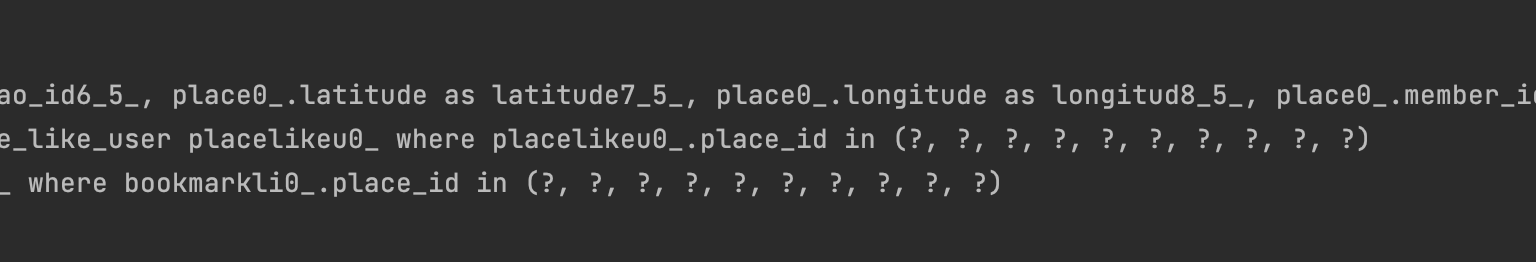 ao_id6_5_, place0_.latitude as latitude7_5_, place0_.longitude as longitud8_5_, place0_.member_id
e_like_user placelikeu0_ where placelikeu0_.place_id in (?, ?, ?, ?, ?, ?, ?, ?, ?, ?)
_ where bookmarkli0_.place_id in (?, ?, ?, ?, ?, ?, ?, ?, ?, ?)